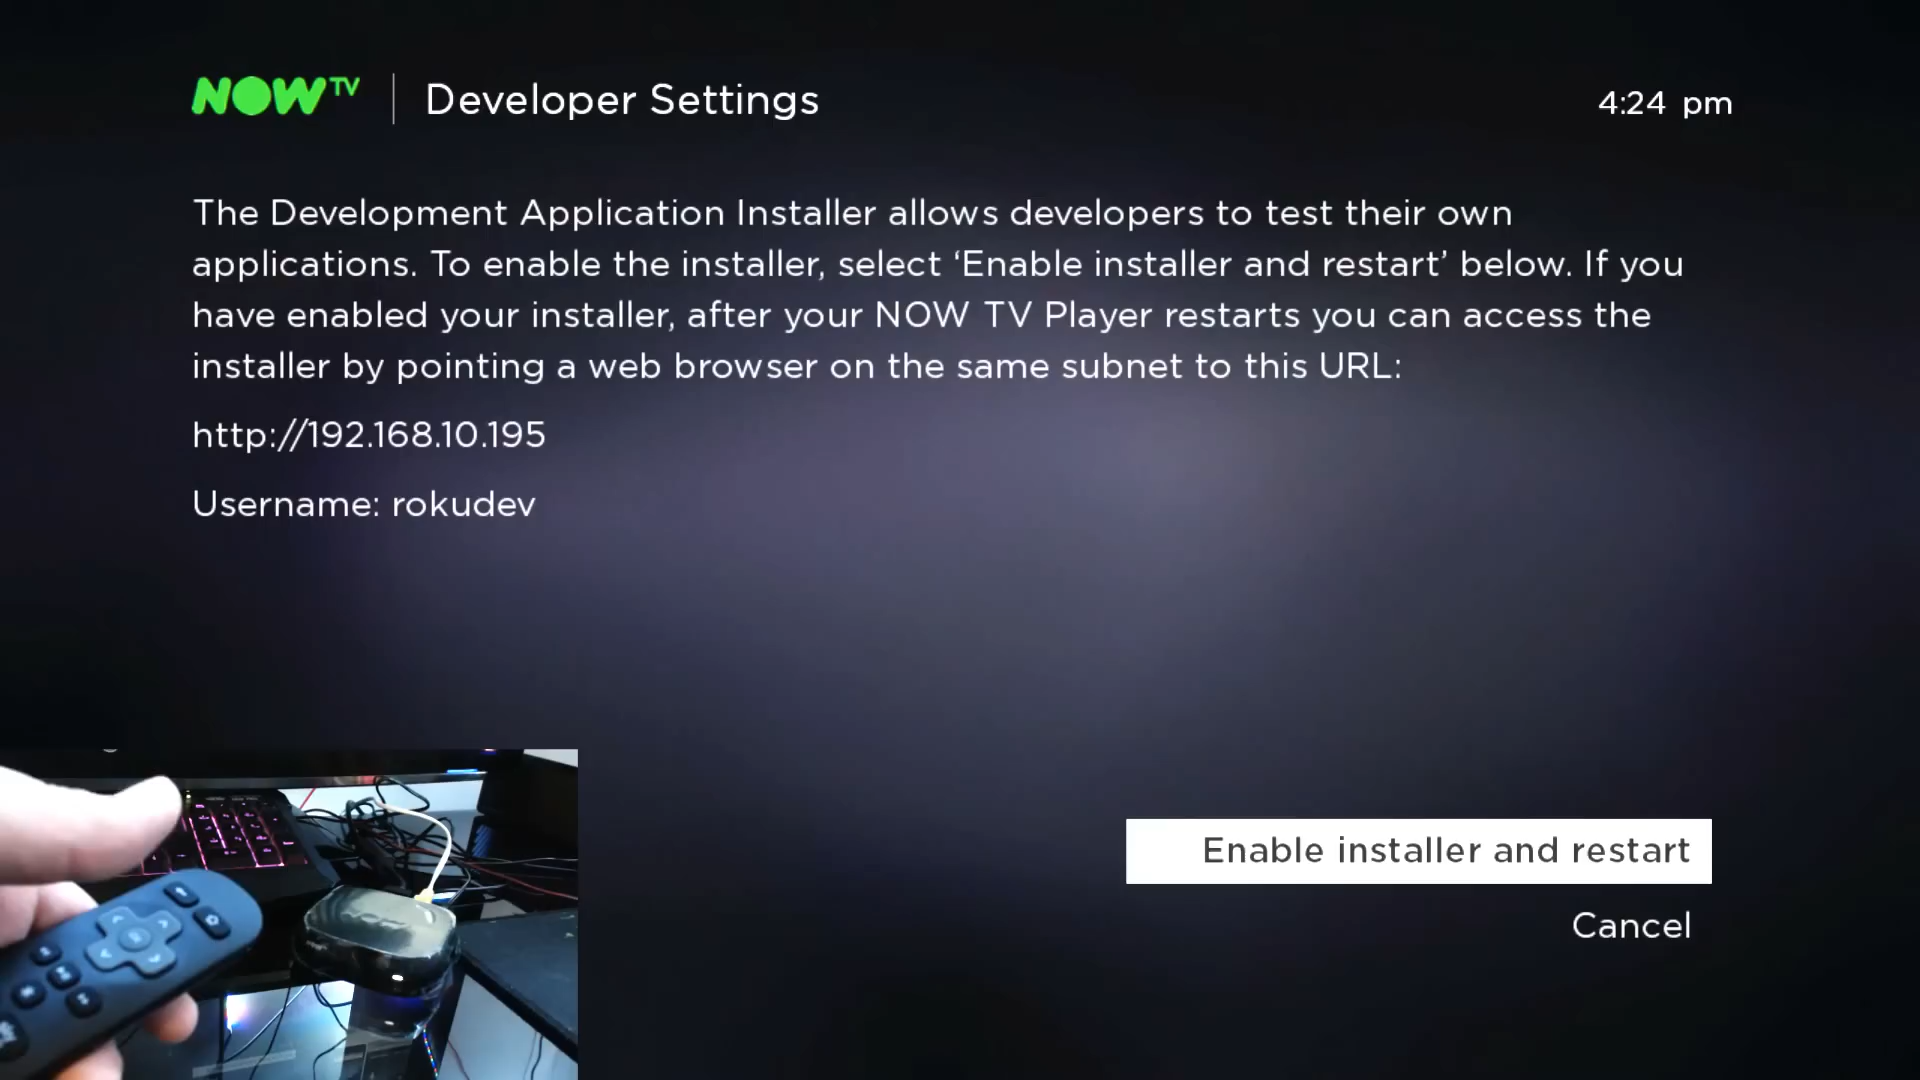 NOW TV
Developer Settings
4:24 pm
The Development Application Installer allows developers to test their own
applications. To enable the installer, select ‘Enable installer and restart’ below. If you
have enabled your installer, after your NOW TV Player restarts you can access the
installer by pointing a web browser on the same subnet to this URL:
http://192.168.10.195
Username: rokudev
Enable installer and restart
Cancel